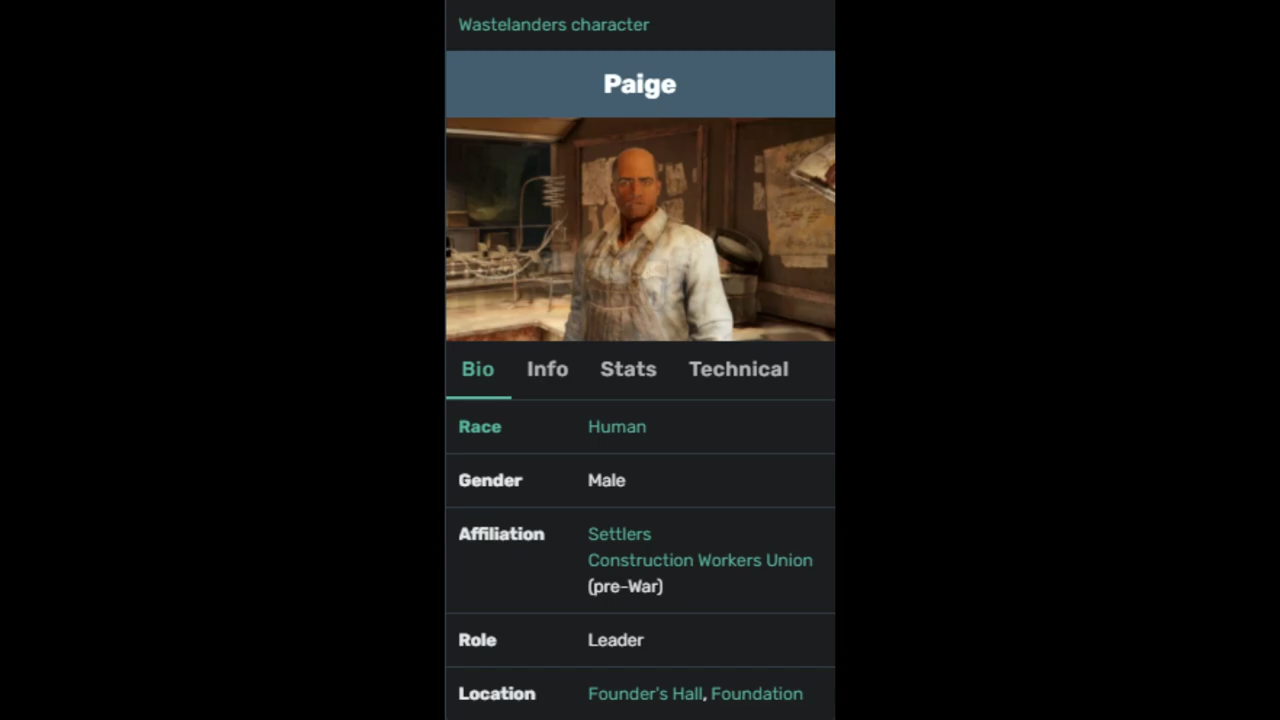 Wastelanders character
Paige
Bio Info Stats Technical
Race Human
Gender Male
Affiliation Settlers
Construction Workers Union
(pre-War)
Role Leader
Location Founder's Hall, Foundation